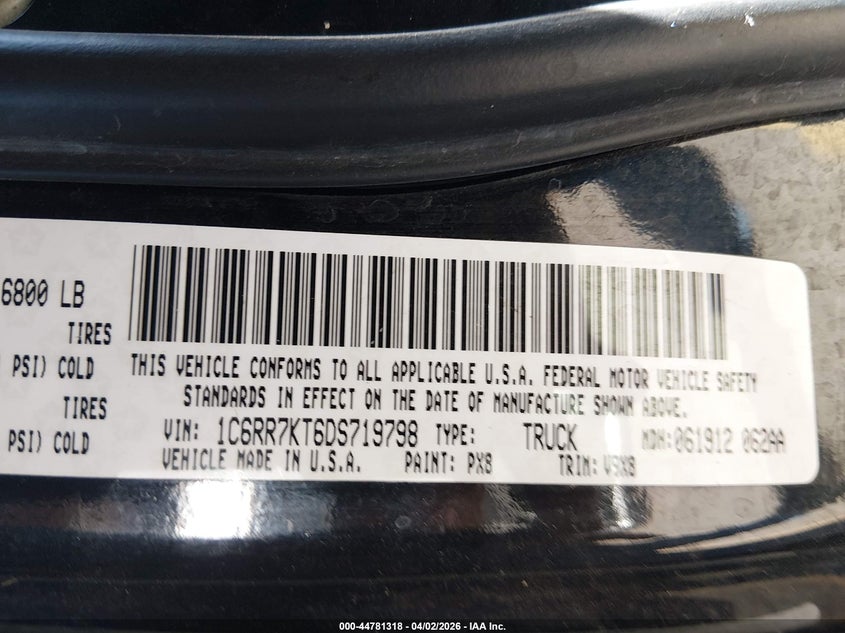 6800 LB
TIRES
PSI) COLD
TIRES
PSI) COLD
THIS VEHICLE CONFORMS TO ALL APPLICABLE U.S.A. FEDERAL MOTOR VEHICLE SAFETY
STANDARDS IN EFFECT ON THE DATE OF MANUFACTURE SHOWN ABOVE.
VIN: 1C6RR7KT6DS719798 TYPE: TRUCK MDH:061912 062AA
VEHICLE MADE IN U.S.A. PAINT: PX8 TRIM: V9X8
000-44781318 - 04/02/2026 - IAA Inc.